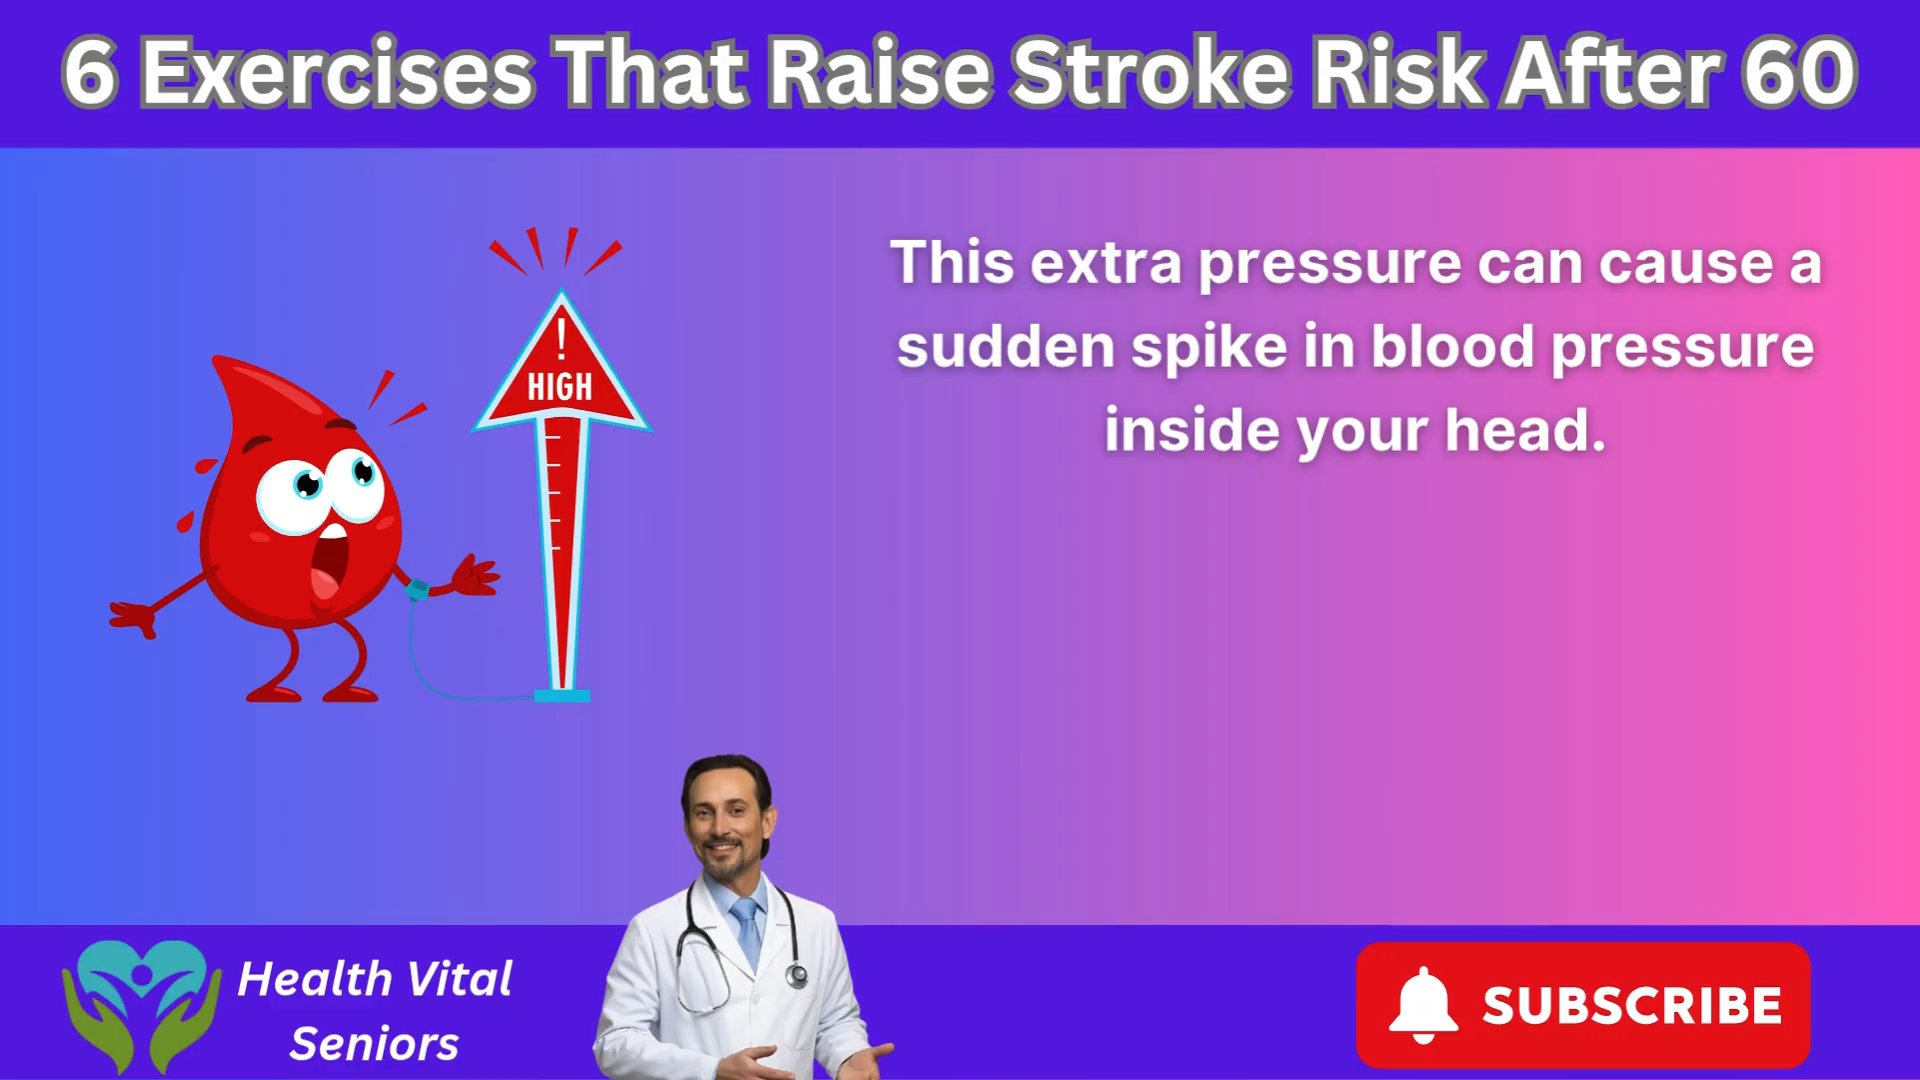 6 Exercises That Raise Stroke Risk After 60
This extra pressure can cause a
sudden spike in blood pressure
inside your head.
!
HIGH
Health Vital
Seniors
SUBSCRIBE